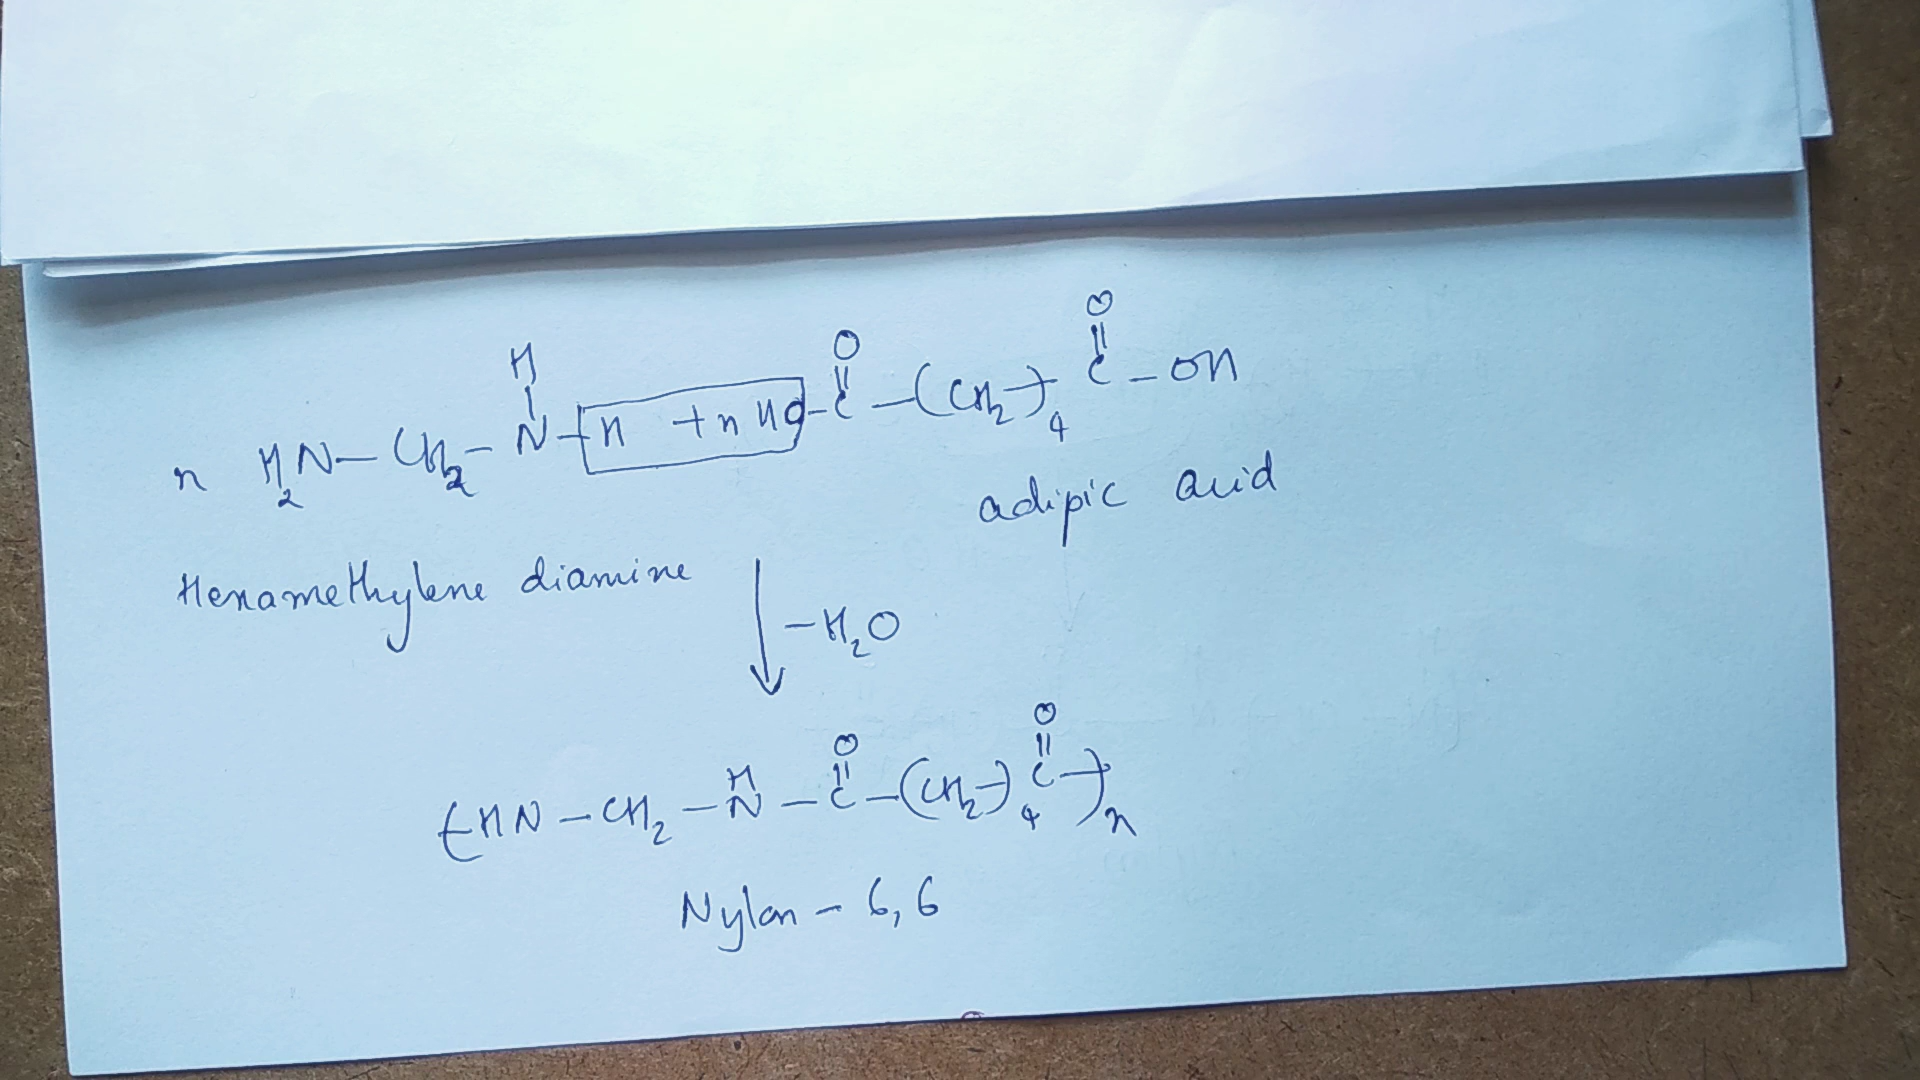 n H₂N — CH₂ — N(H) — H + n HO — C(=O) — (CH₂)₄ — C(=O) — OH
adipic acid
Hexamethylene diamine
— H₂O
(HN — CH₂ — N(H) — C(=O) — (CH₂)₄ C(=O))n
Nylon - 6,6